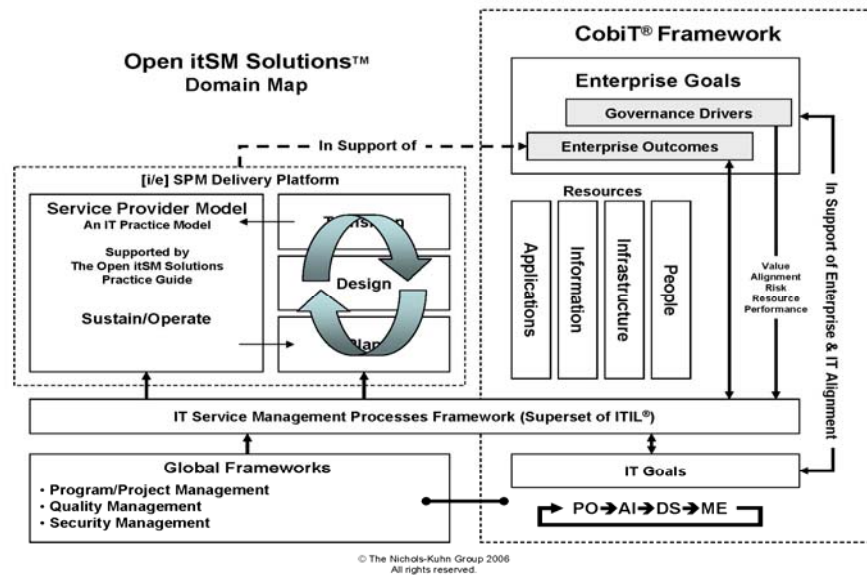 Open itSM Solutions™
Domain Map
CobiT® Framework
Enterprise Goals
Governance Drivers
Enterprise Outcomes
In Support of
[i/e] SPM Delivery Platform
Service Provider Model
An IT Practice Model
Supported by
The Open itSM Solutions
Practice Guide
Sustain/Operate
Design
Plan
Resources
Applications
Information
Infrastructure
People
Value
Alignment
Risk
Resource
Performance
In Support of Enterprise & IT Alignment
IT Service Management Processes Framework (Superset of ITIL®)
Global Frameworks
• Program/Project Management
• Quality Management
• Security Management
IT Goals
PO➔AI➔DS➔ME
© The Nichols-Kuhn Group 2006
All rights reserved.